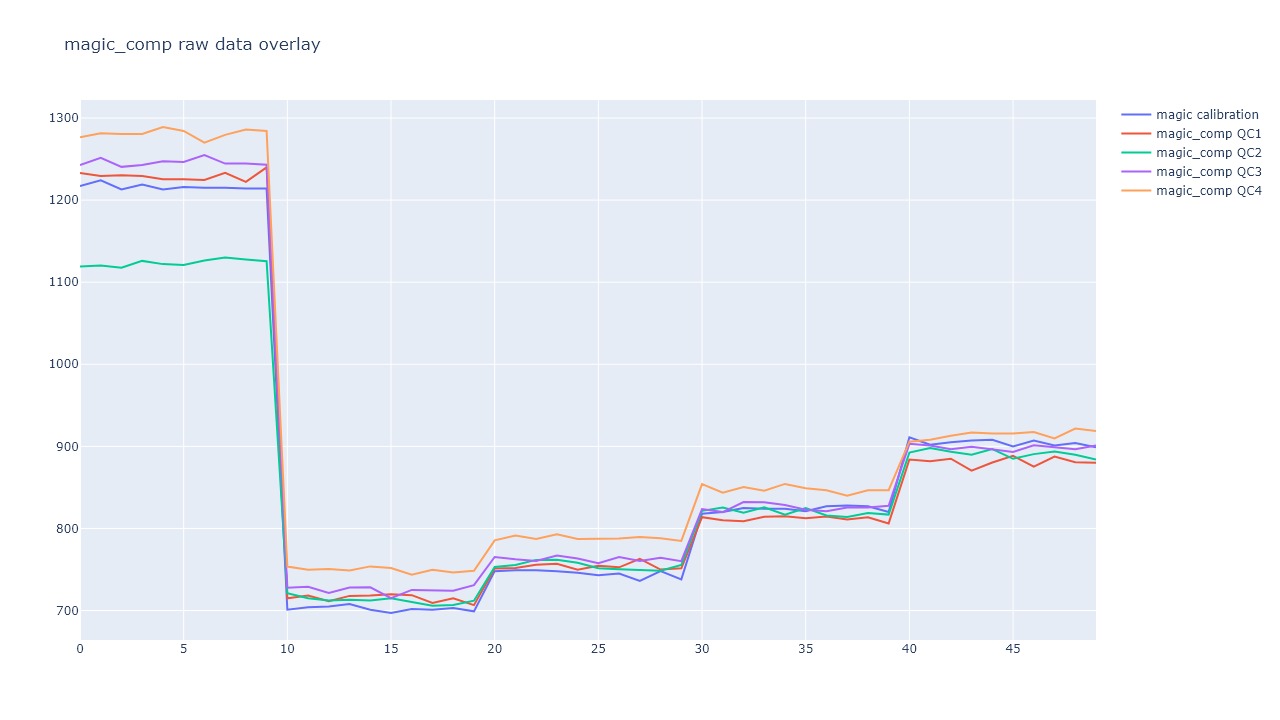 magic_comp raw data overlay
1300
1200
1100
1000
900
800
700
0 5 10 15 20 25 30 35 40 45
magic calibration
magic_comp QC1
magic_comp QC2
magic_comp QC3
magic_comp QC4